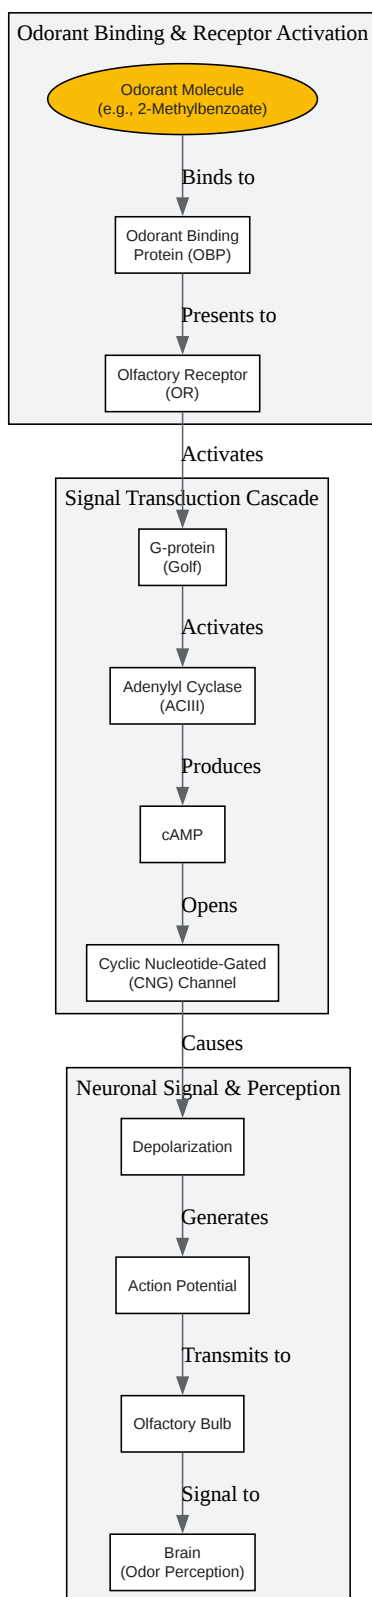 Odorant Binding & Receptor Activation
Odorant Molecule
(e.g., 2-Methylbenzoate)
Binds to
Odorant Binding
Protein (OBP)
Presents to
Olfactory Receptor
(OR)
Activates
Signal Transduction Cascade
G-protein
(Golf)
Activates
Adenylyl Cyclase
(ACIII)
Produces
cAMP
Opens
Cyclic Nucleotide-Gated
(CNG) Channel
Causes
Neuronal Signal & Perception
Depolarization
Generates
Action Potential
Transmits to
Olfactory Bulb
Signal to
Brain
(Odor Perception)